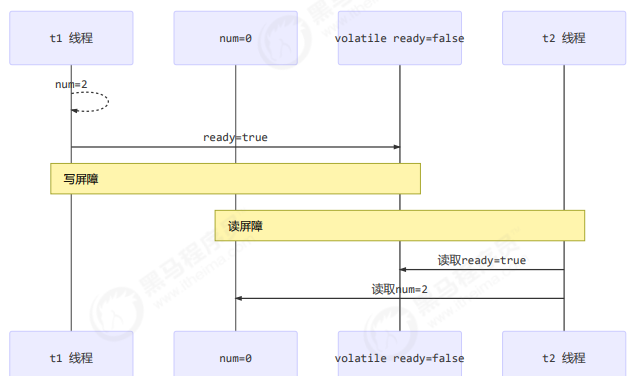 t1 线程
num=0
volatile ready=false
t2 线程
num=2
ready=true
写屏障
读屏障
读取ready=true
读取num=2
t1 线程
num=0
volatile ready=false
t2 线程